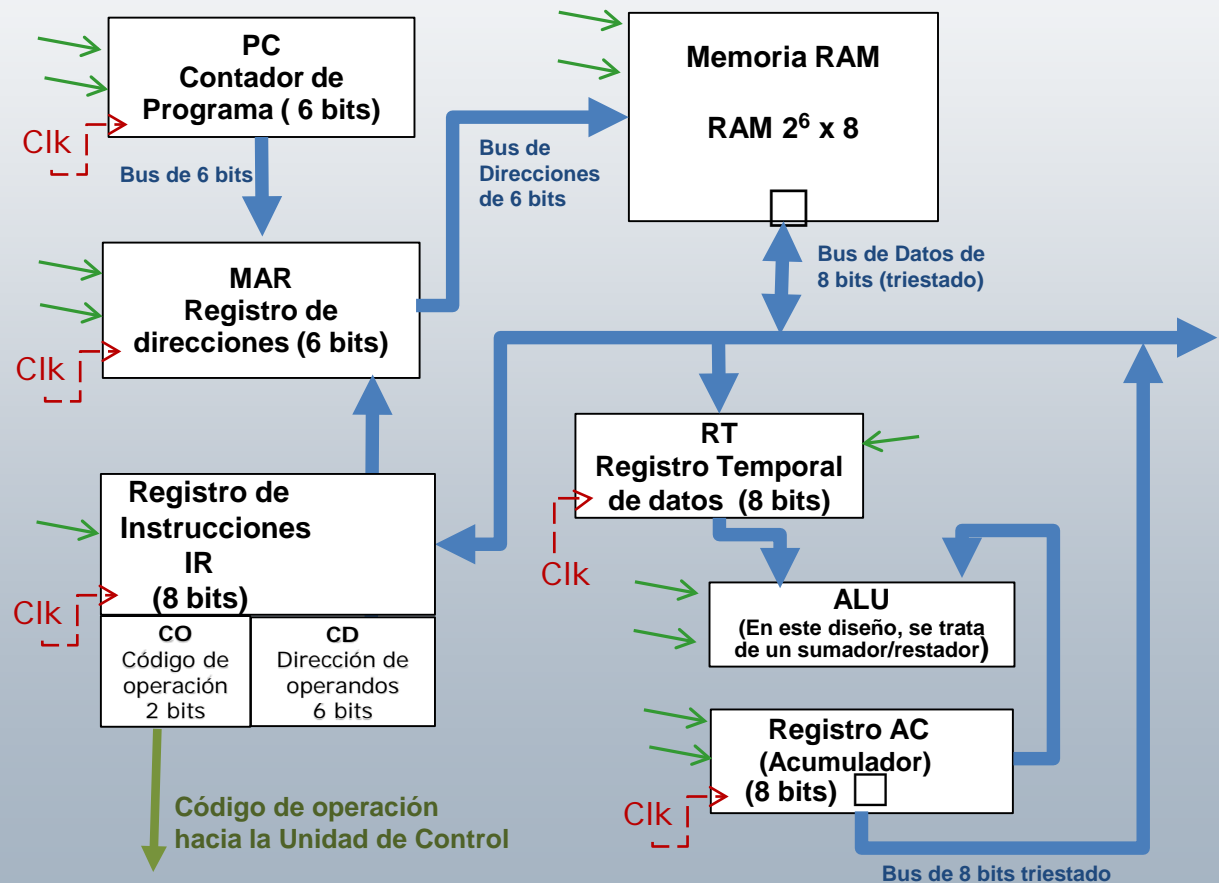 PC
Contador de
Programa ( 6 bits)
Clk
Bus de 6 bits
Memoria RAM
RAM 2⁶ x 8
Bus de
Direcciones
de 6 bits
Bus de Datos de
8 bits (triestado)
MAR
Registro de
direcciones (6 bits)
Clk
RT
Registro Temporal
de datos (8 bits)
Clk
Registro de
Instrucciones
IR
(8 bits)
Clk
CO
Código de
operación
2 bits
CD
Dirección de
operandos
6 bits
ALU
(En este diseño, se trata
de un sumador/restador)
Registro AC
(Acumulador)
(8 bits)
Clk
Código de operación
hacia la Unidad de Control
Bus de 8 bits triestado